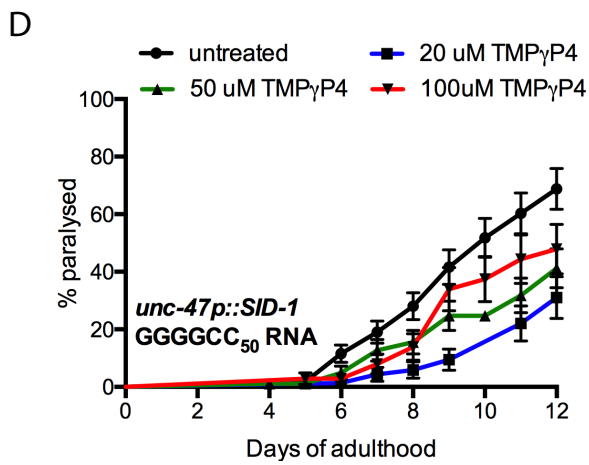 D
untreated
20 uM TMPγP4
50 uM TMPγP4
100uM TMPγP4
100
80
60
40
20
0
% paralysed
unc-47p::SID-1
GGGGCC50 RNA
0 2 4 6 8 10 12
Days of adulthood